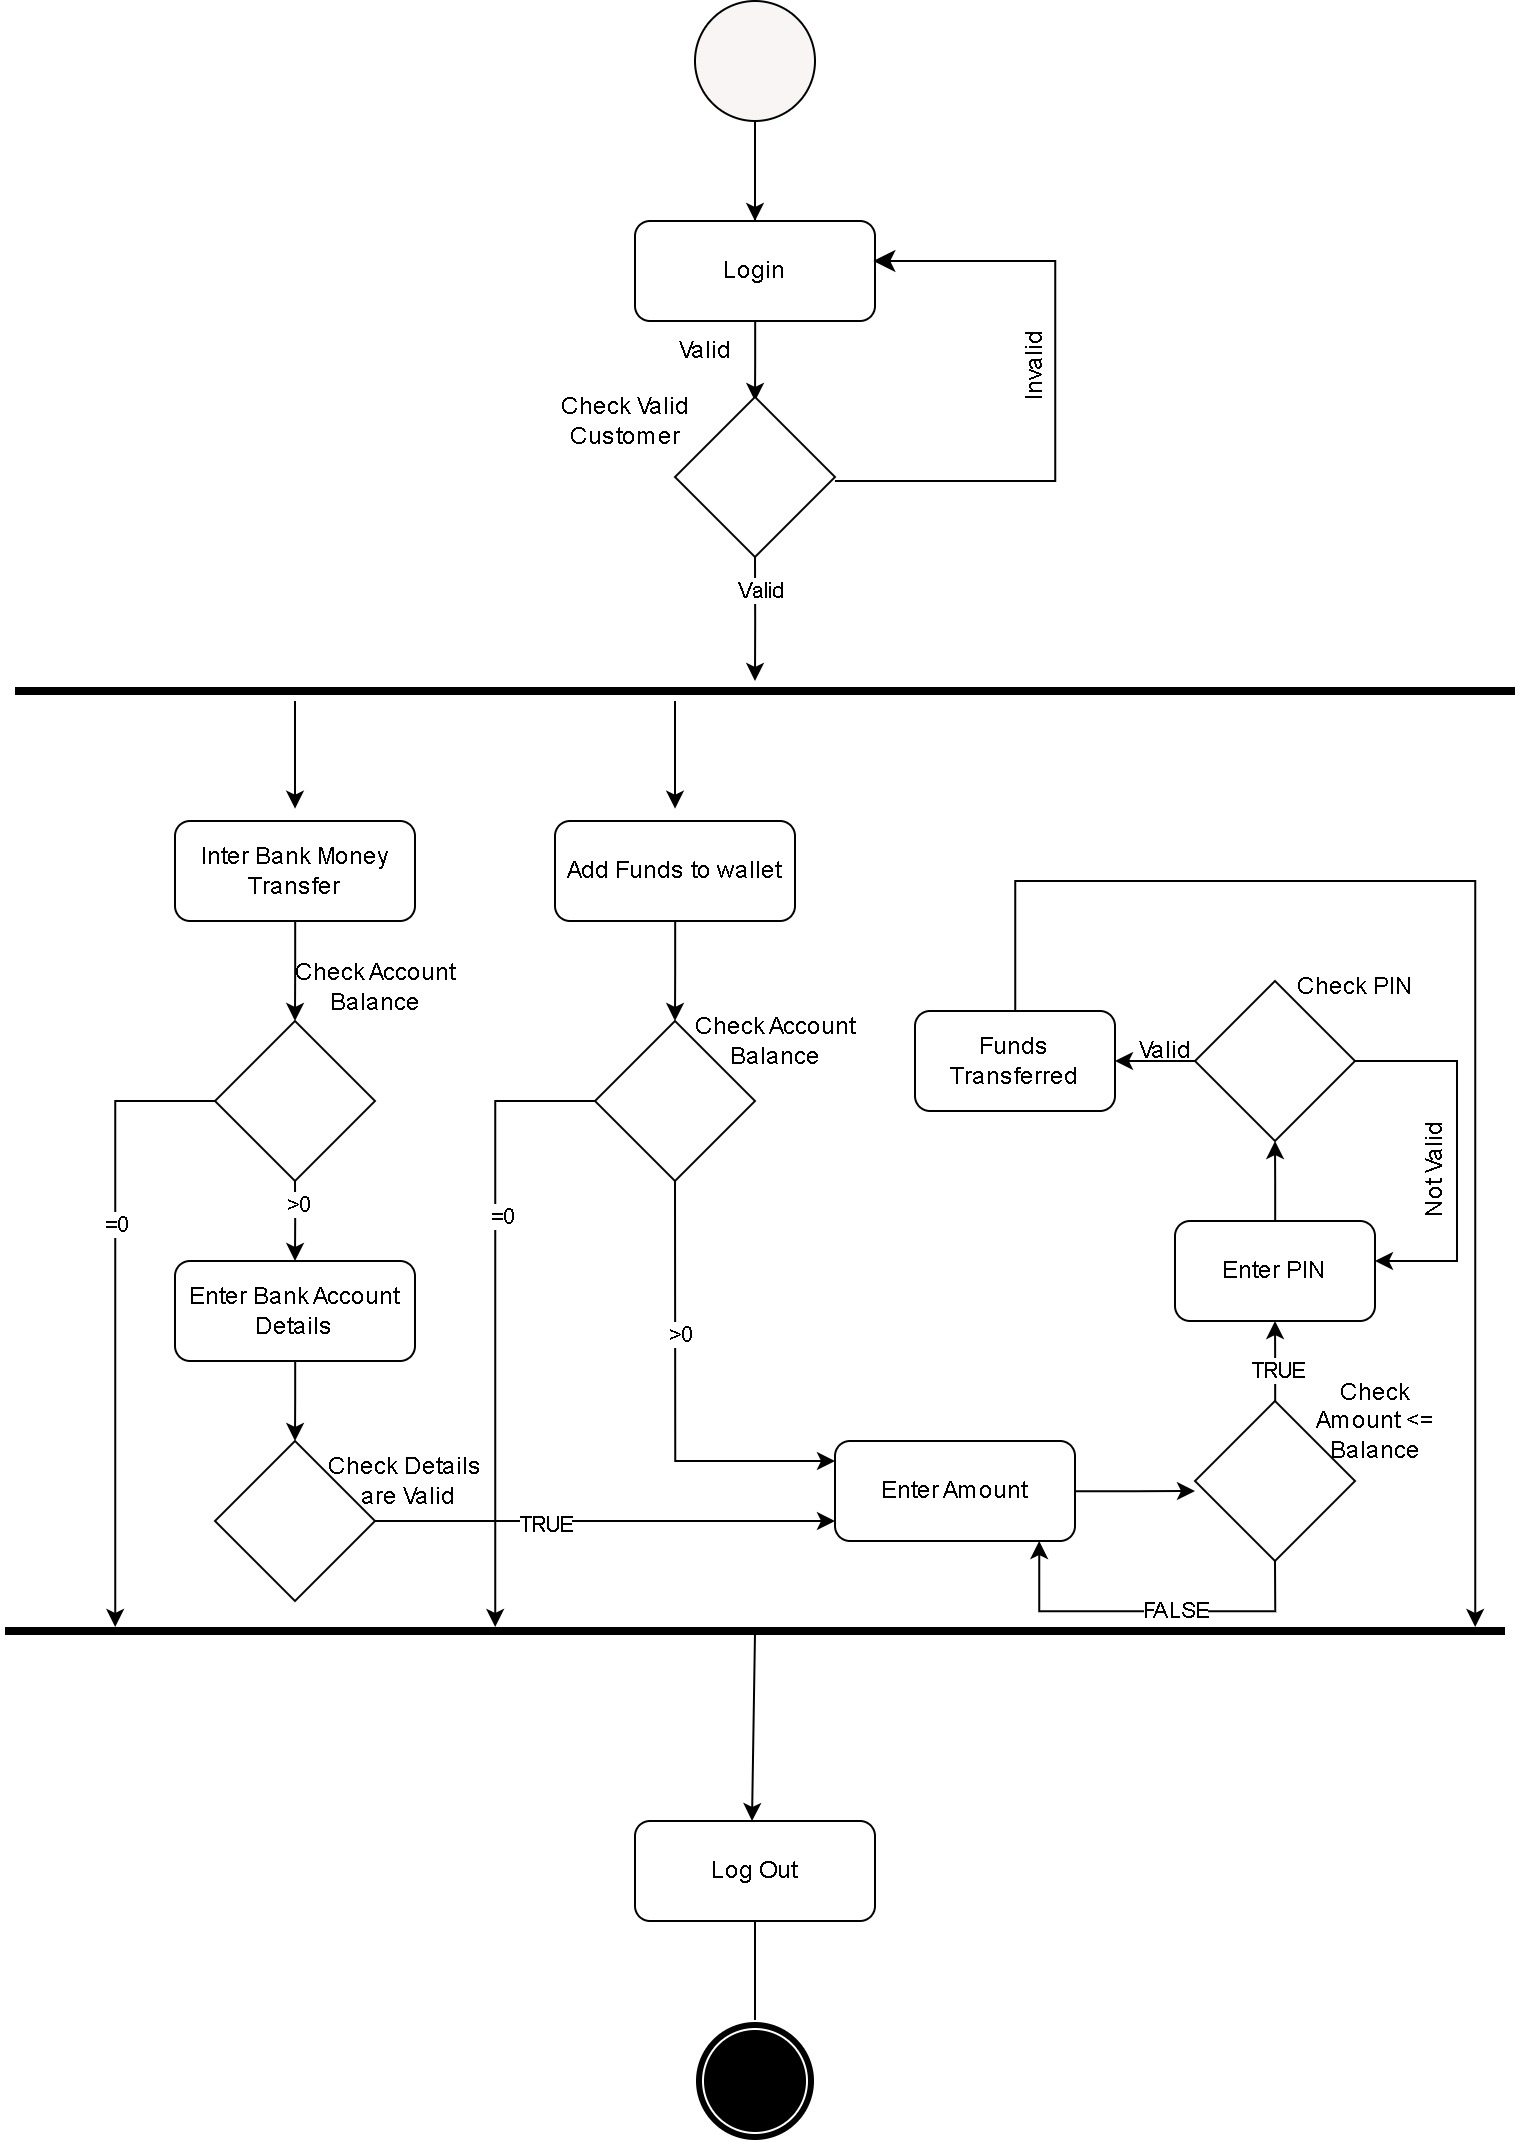 Login
Valid
Invalid
Check Valid
Customer
Valid
Inter Bank Money
Transfer
Add Funds to wallet
Check Account
Balance
Check Account
Balance
Check PIN
Funds
Transferred
Valid
Not Valid
=0
>0
=0
Enter Bank Account
Details
>0
Enter PIN
TRUE
Check
Amount <=
Balance
Check Details
are Valid
TRUE
Enter Amount
FALSE
Log Out